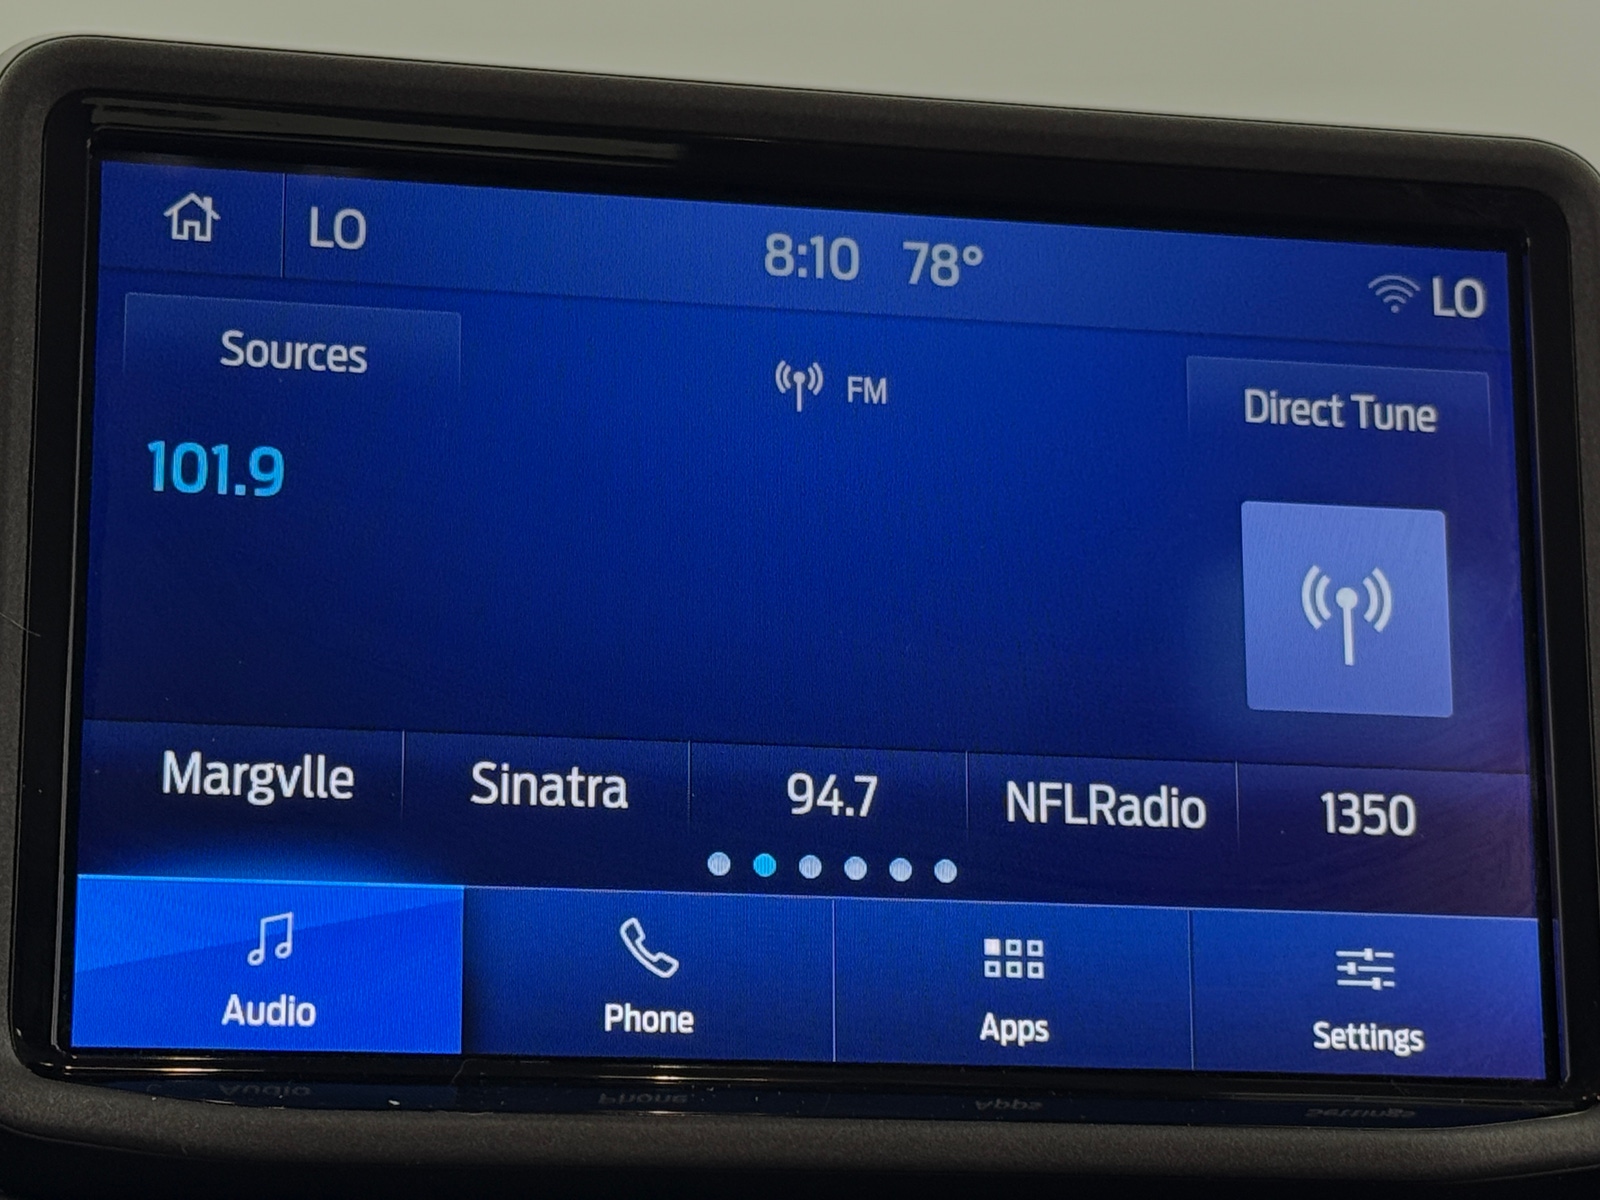 LO 8:10 78° LO
Sources FM Direct Tune
101.9
Margvlle Sinatra 94.7 NFLRadio 1350
Audio Phone Apps Settings